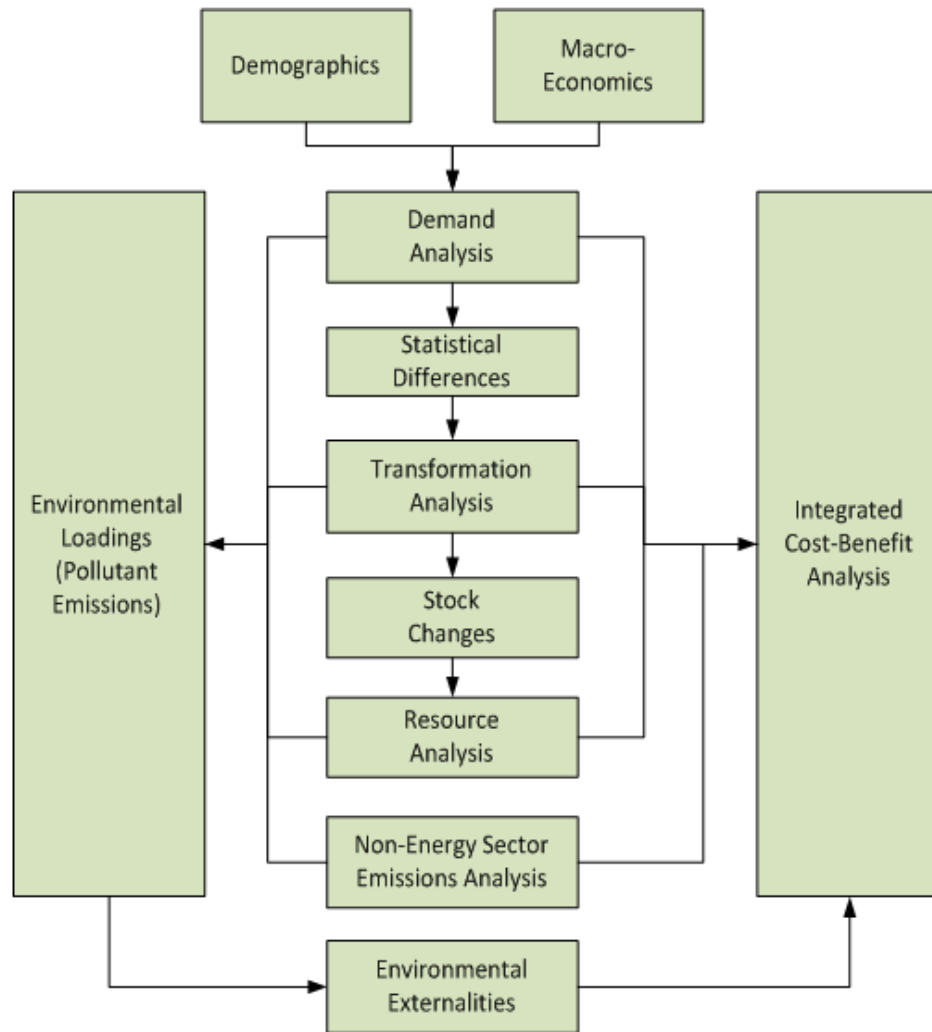 Demographics
Macro-
Economics
Demand
Analysis
Statistical
Differences
Transformation
Analysis
Environmental
Loadings
(Pollutant
Emissions)
Integrated
Cost-Benefit
Analysis
Stock
Changes
Resource
Analysis
Non-Energy Sector
Emissions Analysis
Environmental
Externalities